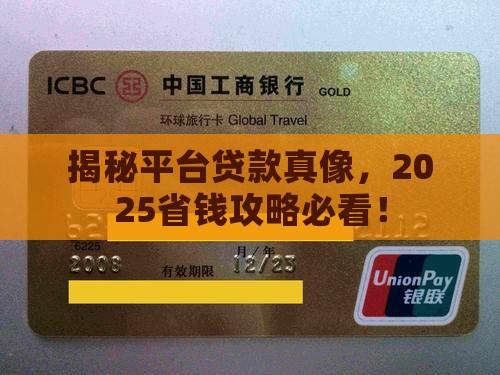 ICBC 中国工商银行 GOLD
环球旅行卡 Global Travel
揭秘平台贷款真像，20
25省钱攻略必看！
6225
月/年
2008 有效期限 12/23
UnionPay
银联